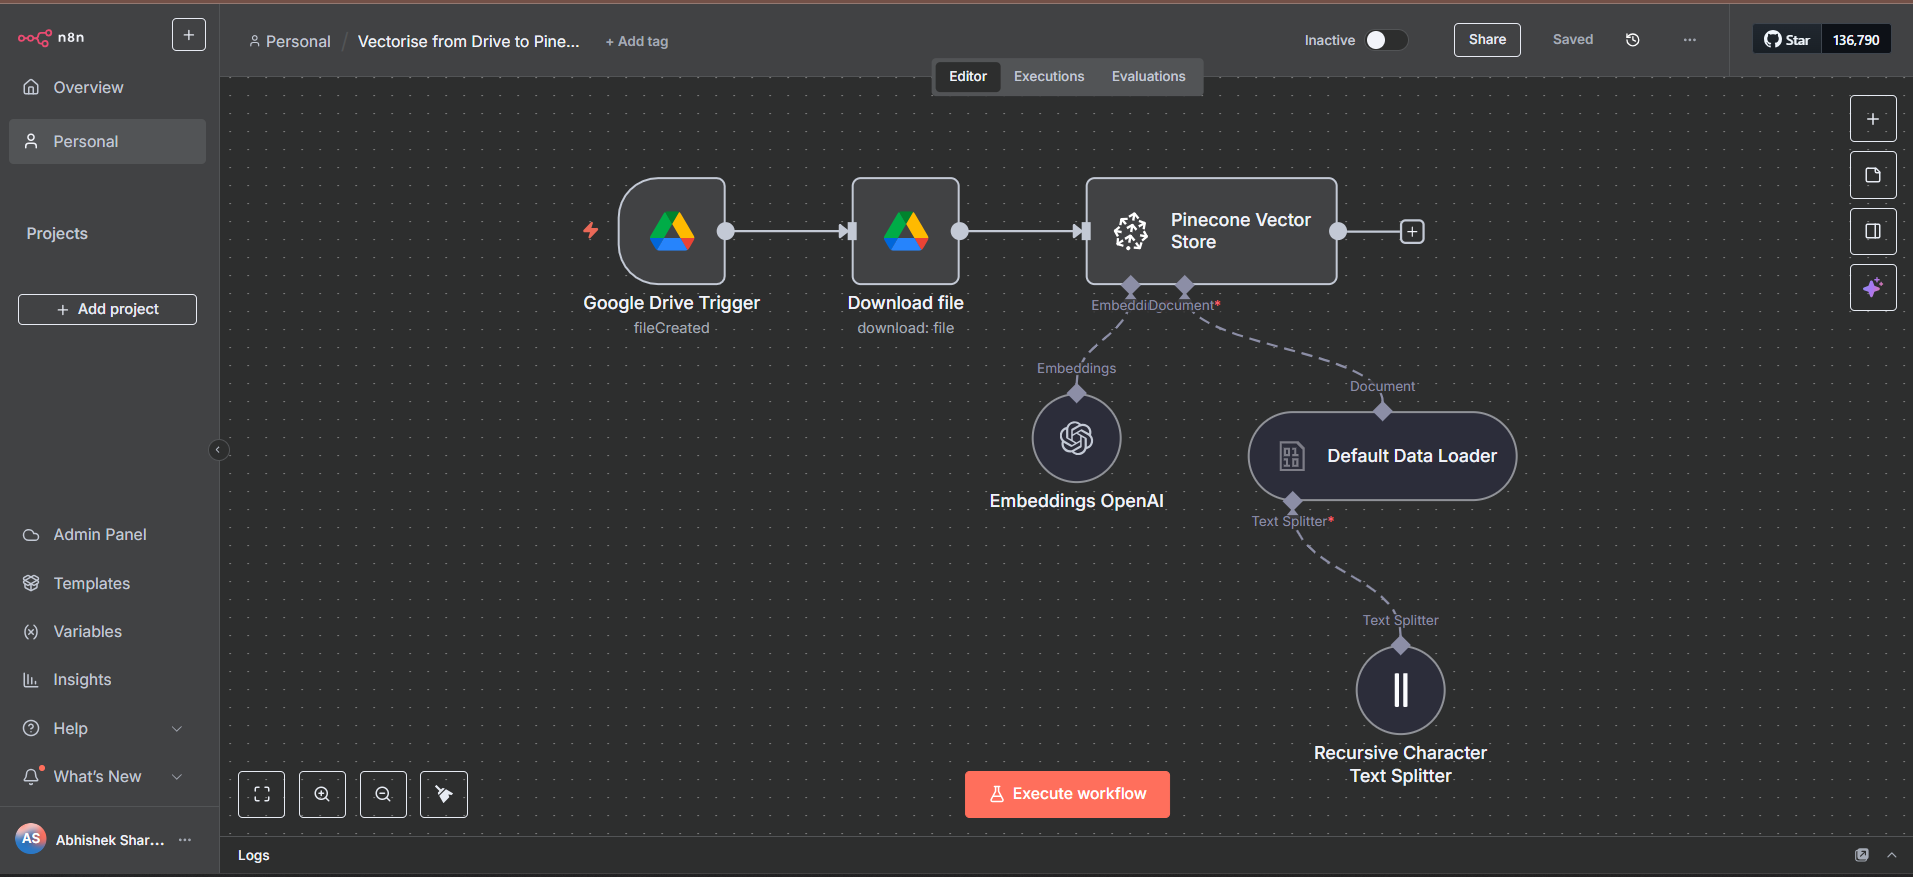 n8n
Personal / Vectorise from Drive to Pine... + Add tag
Inactive
Share
Saved
Star 136,790
Editor Executions Evaluations
Overview
Personal
Projects
+ Add project
Admin Panel
Templates
Variables
Insights
Help
What's New
AS Abhishek Shar...
Google Drive Trigger
fileCreated
Download file
download: file
Pinecone Vector
Store
Embeddi Document*
Embeddings
Document
Embeddings OpenAI
Default Data Loader
Text Splitter*
Text Splitter
Recursive Character
Text Splitter
Execute workflow
Logs